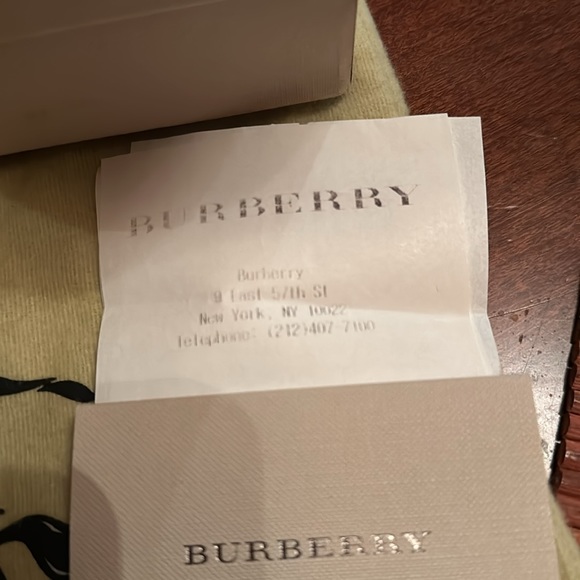 BURBERRY
Burberry
9 East 57th St
New York, NY 10022
Telephone: (212)407-7100
BURBERRY